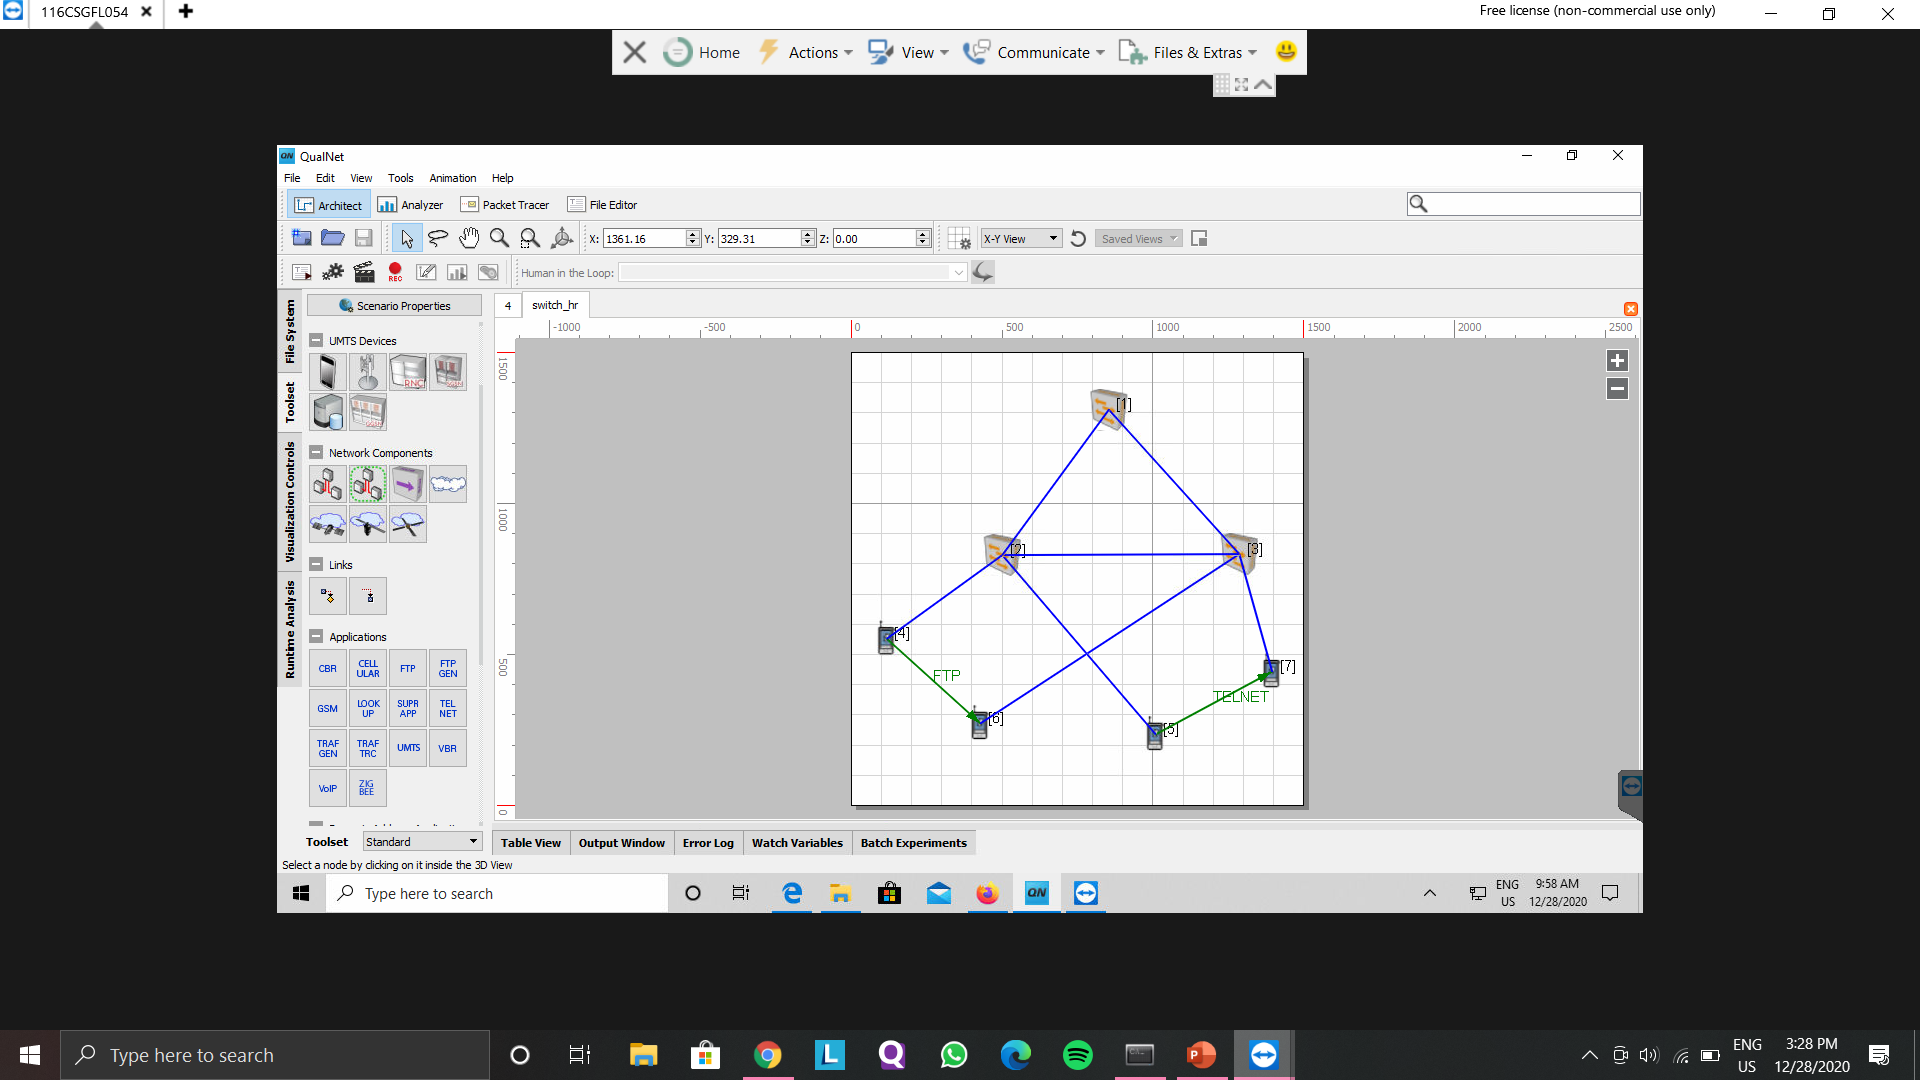 116CSGFL054
Free license (non-commercial use only)
Home Actions View Communicate Files & Extras
QN QualNet
File Edit View Tools Animation Help
Architect Analyzer Packet Tracer File Editor
X: 1361.16 Y: 329.31 Z: 0.00 X-Y View Saved Views
REC Human in the Loop:
File System
Toolset
Visualization Controls
Runtime Analysis
Scenario Properties
UMTS Devices
RNC
Network Components
Links
Applications
CBR CELL ULAR FTP FTP GEN
GSM LOOK UP SUPR APP TEL NET
TRAF GEN TRAF TRC UMTS VBR
VoIP ZIG BEE
Toolset Standard
4 switch_hr
-1000 -500 0 500 1000 1500 2000 2500
1500
1000
500
0
[1]
[2]
[3]
[4]
[7]
FTP
TELNET
[6]
[5]
Table View Output Window Error Log Watch Variables Batch Experiments
Select a node by clicking on it inside the 3D View
Type here to search
QN
ENG US
9:58 AM 12/28/2020
Type here to search
L
ENG US
3:28 PM 12/28/2020